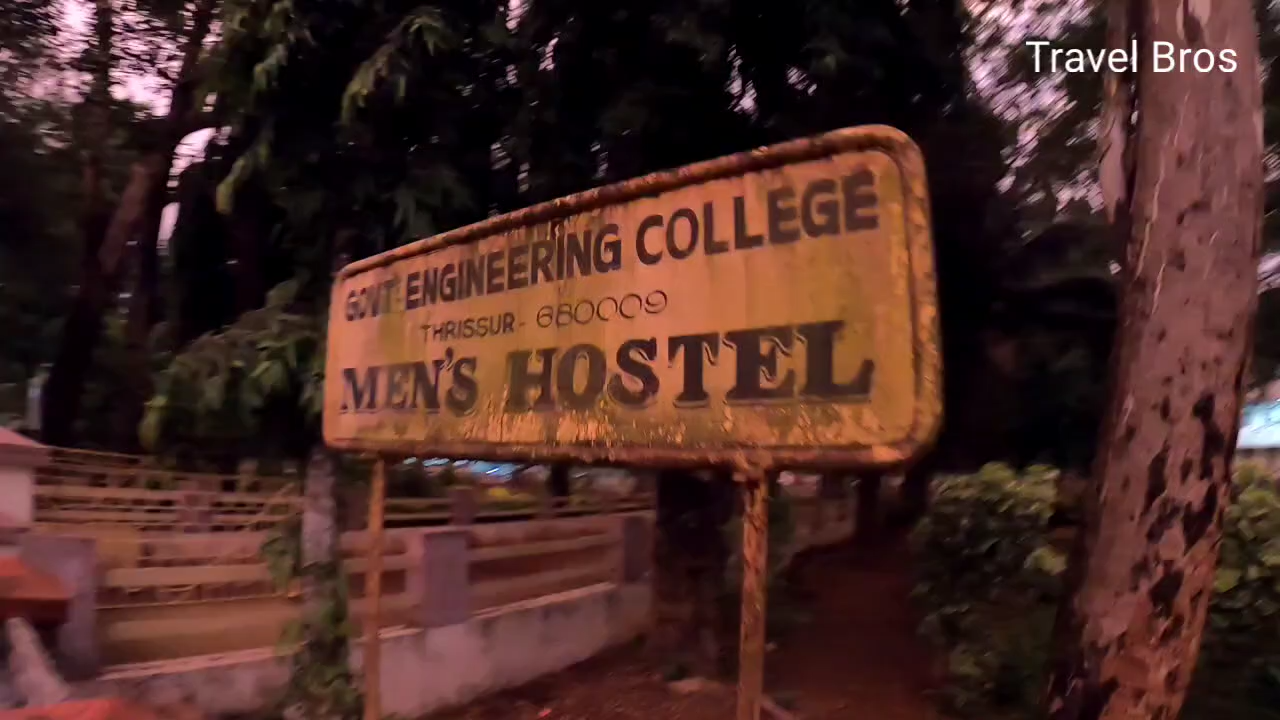 Travel Bros
GOVT. ENGINEERING COLLEGE
THRISSUR - 680009
MEN'S HOSTEL